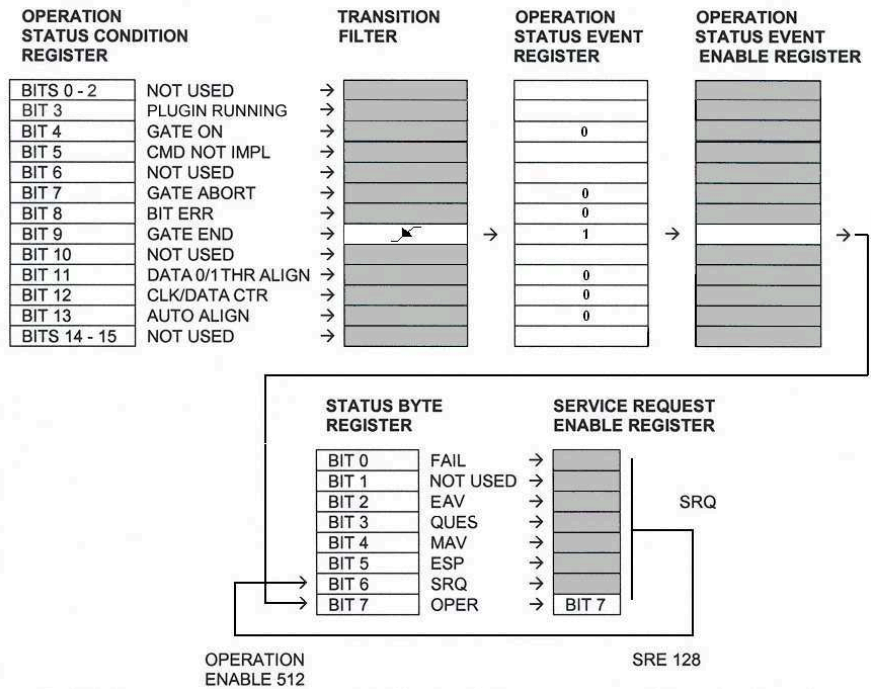 OPERATION STATUS CONDITION REGISTER
TRANSITION FILTER
OPERATION STATUS EVENT REGISTER
OPERATION STATUS EVENT ENABLE REGISTER
BITS 0 - 2 NOT USED →
BIT 3 PLUGIN RUNNING →
BIT 4 GATE ON → 0
BIT 5 CMD NOT IMPL →
BIT 6 NOT USED →
BIT 7 GATE ABORT → 0
BIT 8 BIT ERR → 0
BIT 9 GATE END → → 1 → →
BIT 10 NOT USED →
BIT 11 DATA 0/1 THR ALIGN → 0
BIT 12 CLK/DATA CTR → 0
BIT 13 AUTO ALIGN → 0
BITS 14 - 15 NOT USED →
STATUS BYTE REGISTER
SERVICE REQUEST ENABLE REGISTER
BIT 0 FAIL →
BIT 1 NOT USED →
BIT 2 EAV →
BIT 3 QUES →
BIT 4 MAV →
BIT 5 ESP →
BIT 6 SRQ →
BIT 7 OPER → BIT 7
SRQ
OPERATION ENABLE 512
SRE 128